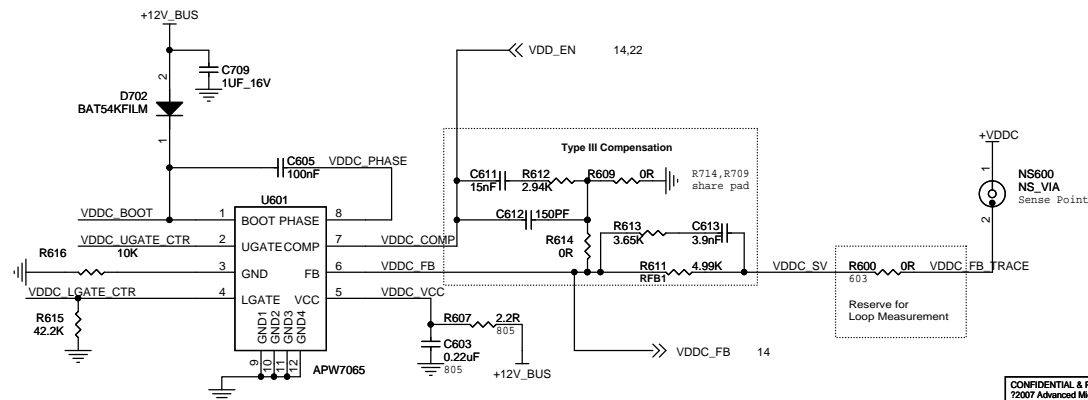 +12V_BUS
C709
1UF_16V
2
D702
BAT54KFILM
1
VDD_EN 14,22
+VDDC
Type III Compensation
C605 VDDC_PHASE
100nF
C611 R612 R609 0R
15nF 2.94K
R714,R709
share pad
1
NS600
NS_VIA
Sense Point
2
U601
VDDC_BOOT 1 BOOT PHASE 8
C612 150PF
R613 C613
3.65K 3.9nF
VDDC_UGATE_CTR 2 UGATE COMP 7 VDDC_COMP
R614
0R
R616 10K
3 GND FB 6 VDDC_FB
R611 4.99K
RFB1
VDDC_SV R600 0R VDDC_FB_TRACE
603
VDDC_LGATE_CTR 4 LGATE VCC 5 VDDC_VCC
Reserve for
Loop Measurement
R615
42.2K
GND1
GND2
GND3
GND4
R607 2.2R
805
C603
0.22uF
805
+12V_BUS
VDDC_FB 14
9
10
11
12
APW7065
CONFIDENTIAL &
?2007 Advanced